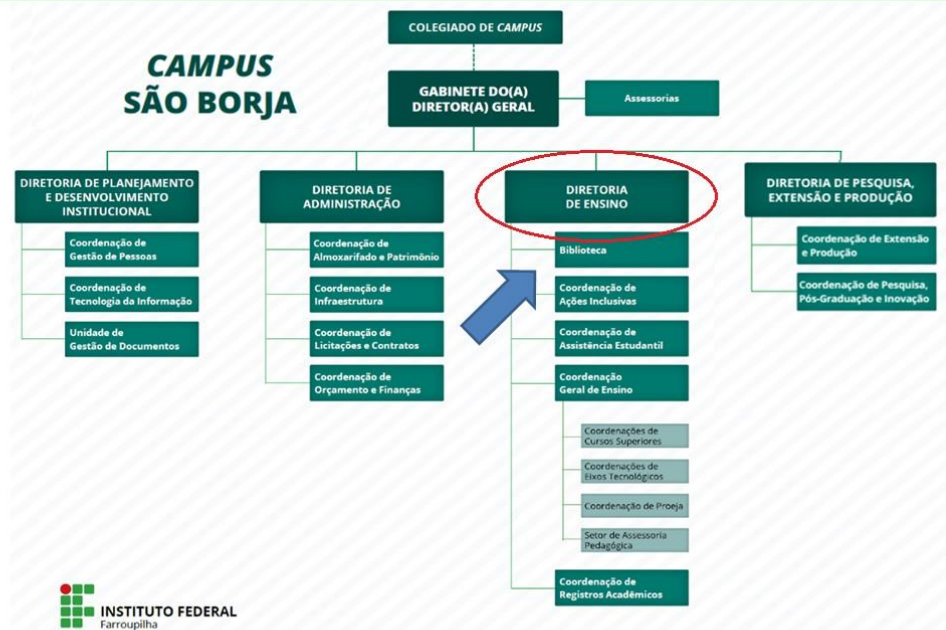 COLEGIADO DE CAMPUS
CAMPUS
SÃO BORJA
GABINETE DO(A)
DIRETOR(A) GERAL
Assessorias
DIRETORIA DE PLANEJAMENTO
E DESENVOLVIMENTO
INSTITUCIONAL
Coordenação de
Gestão de Pessoas
Coordenação de
Tecnologia da Informação
Unidade de
Gestão de Documentos
DIRETORIA DE
ADMINISTRAÇÃO
Coordenação de
Almoxarifado e Patrimônio
Coordenação de
Infraestrutura
Coordenação de
Licitações e Contratos
Coordenação de
Orçamento e Finanças
DIRETORIA
DE ENSINO
Biblioteca
Coordenação de
Ações Inclusivas
Coordenação de
Assistência Estudantil
Coordenação
Geral de Ensino
Coordenações de
Cursos Superiores
Coordenações de
Eixos Tecnológicos
Coordenação de Proeja
Setor de Assessoria
Pedagógica
Coordenação de
Registros Acadêmicos
DIRETORIA DE PESQUISA,
EXTENSÃO E PRODUÇÃO
Coordenação de Extensão
e Produção
Coordenação de Pesquisa,
Pós-Graduação e Inovação
INSTITUTO FEDERAL
Farroupilha